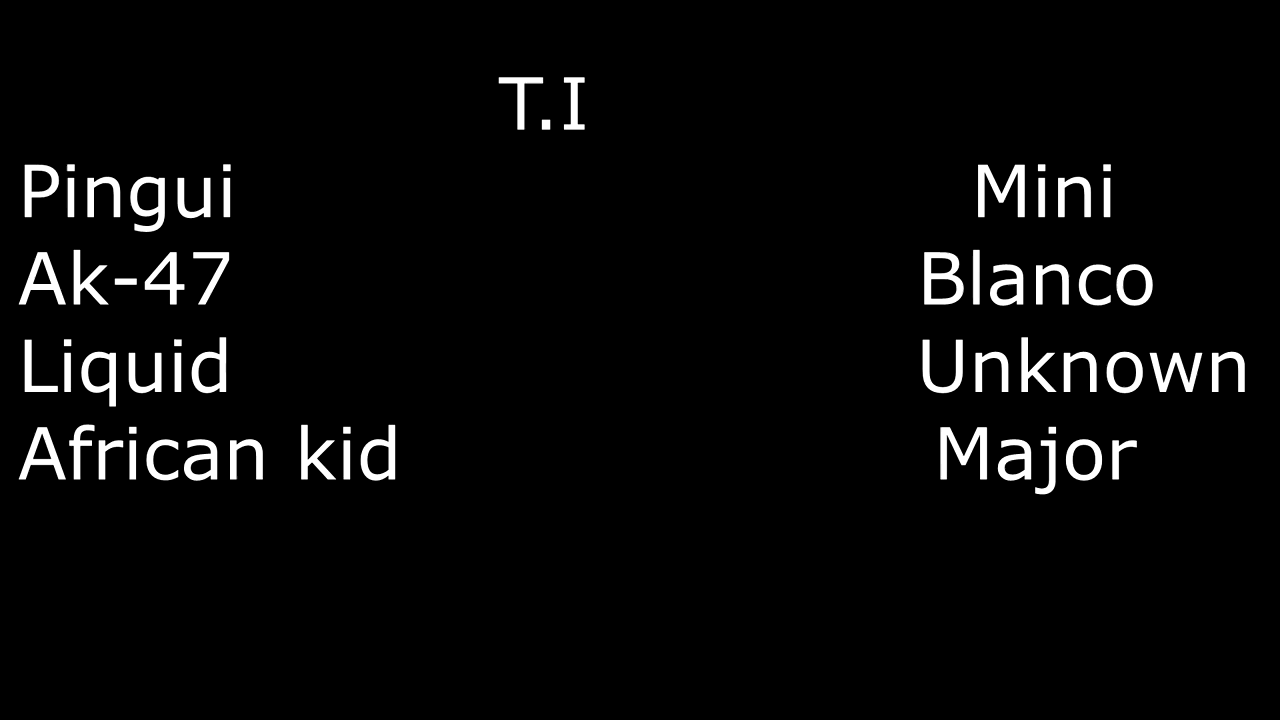 T.I
Pingui Mini
Ak-47 Blanco
Liquid Unknown
African kid Major